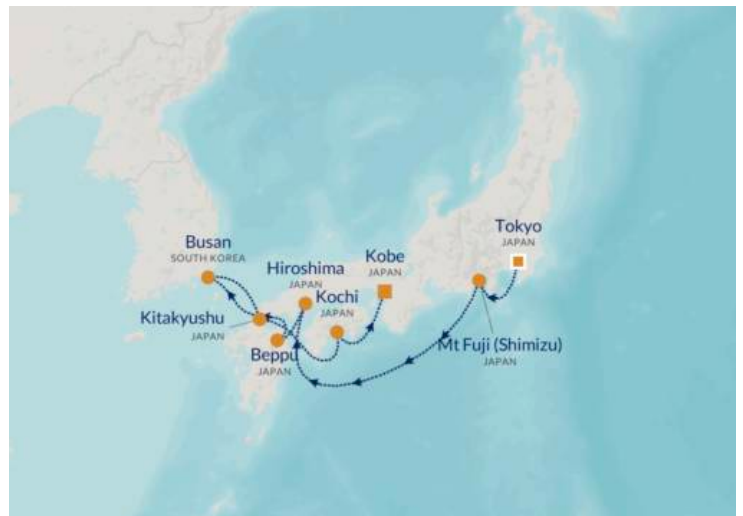 Tokyo
JAPAN
Busan
SOUTH KOREA
Kobe
JAPAN
Hiroshima
JAPAN
Kochi
JAPAN
Kitakyushu
JAPAN
Mt Fuji (Shimizu)
JAPAN
Beppu
JAPAN